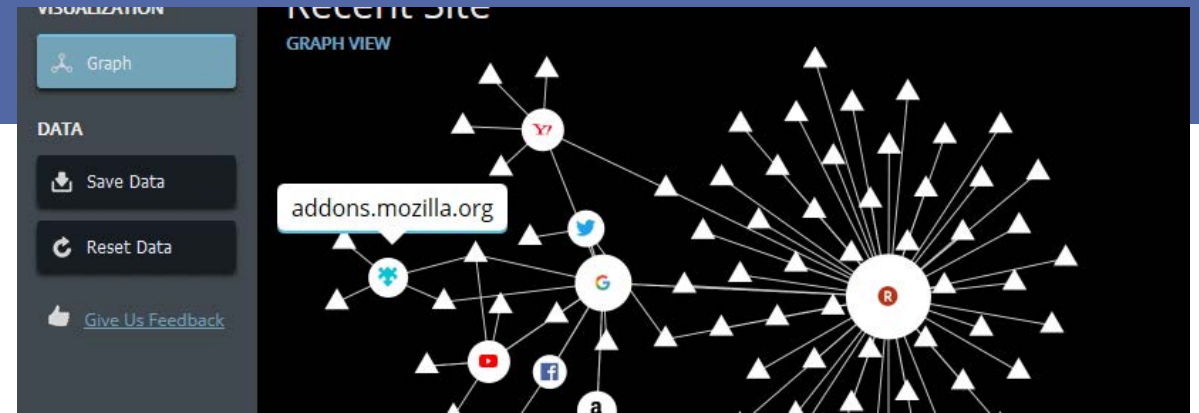 VISUALIZATION
Graph
DATA
Save Data
Reset Data
Give Us Feedback
Recent Site
GRAPH VIEW
addons.mozilla.org
Y!
G
R
f
a